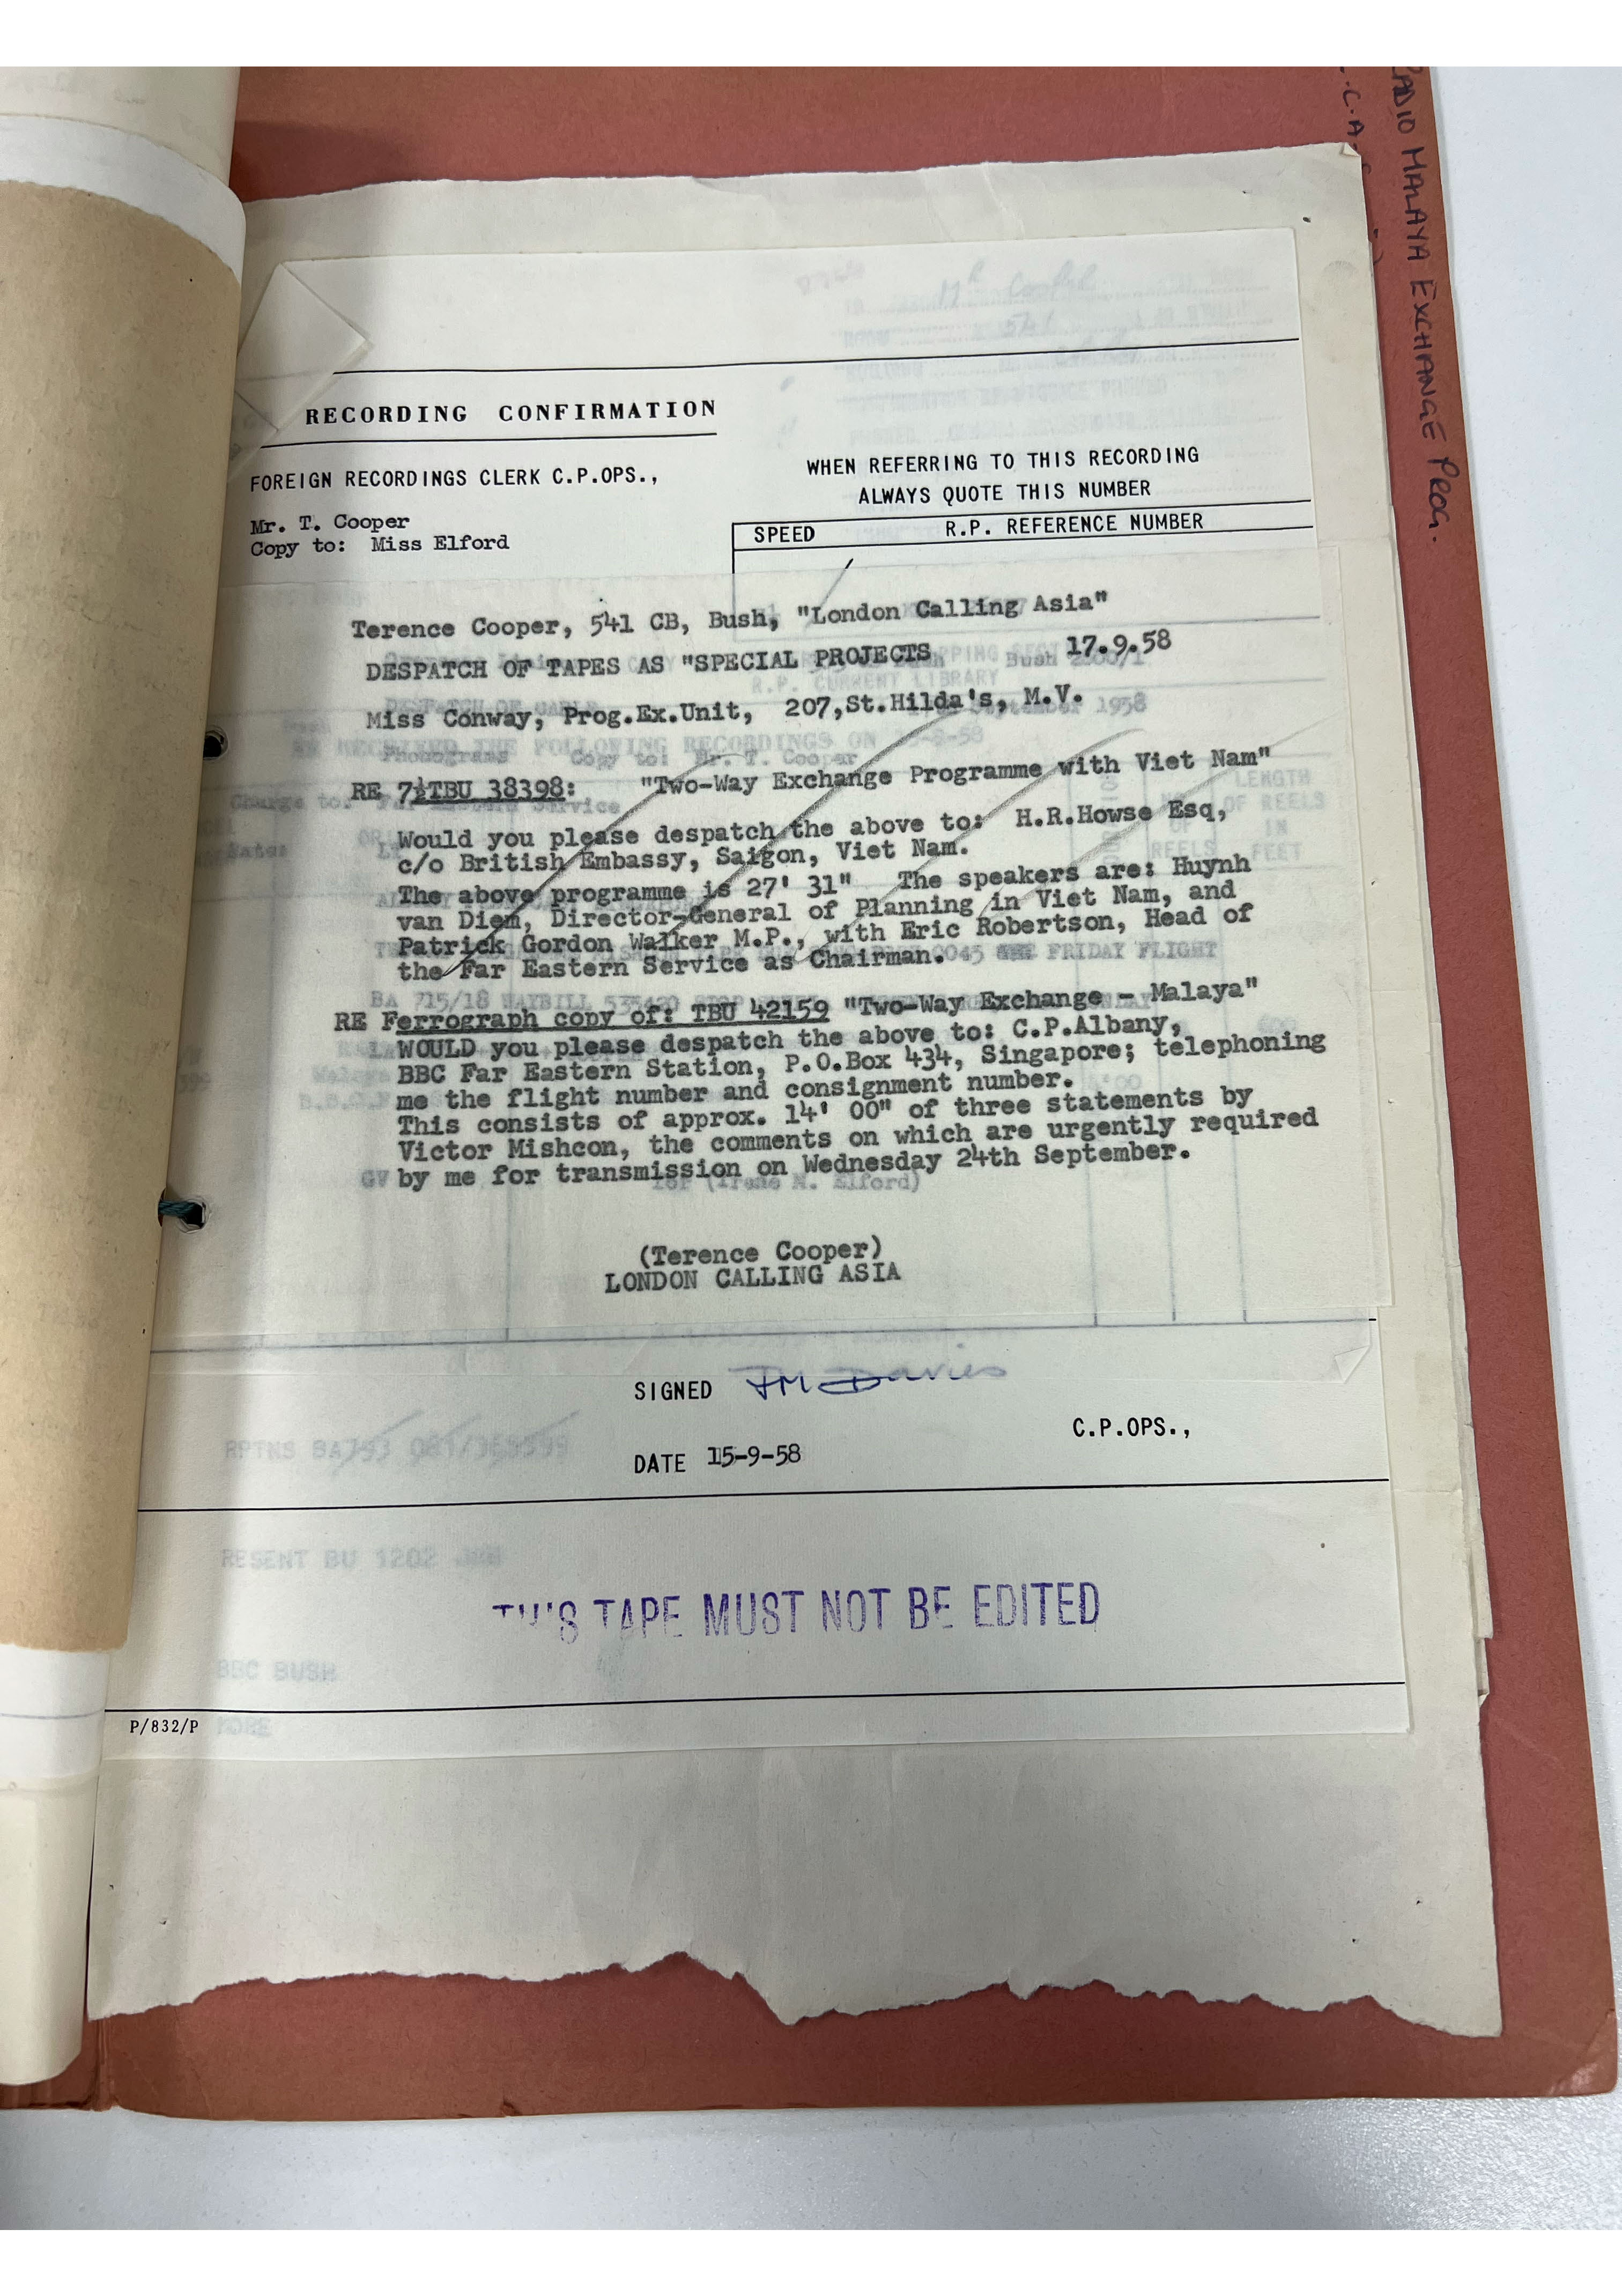 RADIO MALAYA EXCHANGE PROG.
RECORDING CONFIRMATION
FOREIGN RECORDINGS CLERK C.P.OPS.,
WHEN REFERRING TO THIS RECORDING
ALWAYS QUOTE THIS NUMBER
Mr. T. Cooper
Copy to: Miss Elford
SPEED R.P. REFERENCE NUMBER
Terence Cooper, 541 CB, Bush, "London Calling Asia"
DESPATCH OF TAPES AS "SPECIAL PROJECTS 17.9.58
Miss Conway, Prog.Ex.Unit, 207,St.Hilda's, M.V.
RE 7½TBU 38398: "Two-Way Exchange Programme with Viet Nam"
Would you please despatch the above to: H.R.Howse Esq,
c/o British Embassy, Saigon, Viet Nam.
The above programme is 27' 31" The speakers are: Huynh
van Diem, Director-General of Planning in Viet Nam, and
Patrick Gordon Walker M.P., with Eric Robertson, Head of
the Far Eastern Service as Chairman.
RE Ferrograph copy of: TBU 42159 "Two-Way Exchange - Malaya"
WOULD you please despatch the above to: C.P.Albany,
BBC Far Eastern Station, P.O.Box 434, Singapore; telephoning
me the flight number and consignment number.
This consists of approx. 14' 00" of three statements by
Victor Mishcon, the comments on which are urgently required
by me for transmission on Wednesday 24th September.
(Terence Cooper)
LONDON CALLING ASIA
SIGNED JM Davies
C.P.OPS.,
DATE 15-9-58
RESENT BU 1202
THIS TAPE MUST NOT BE EDITED
BBC BUSH
P/832/P MORE